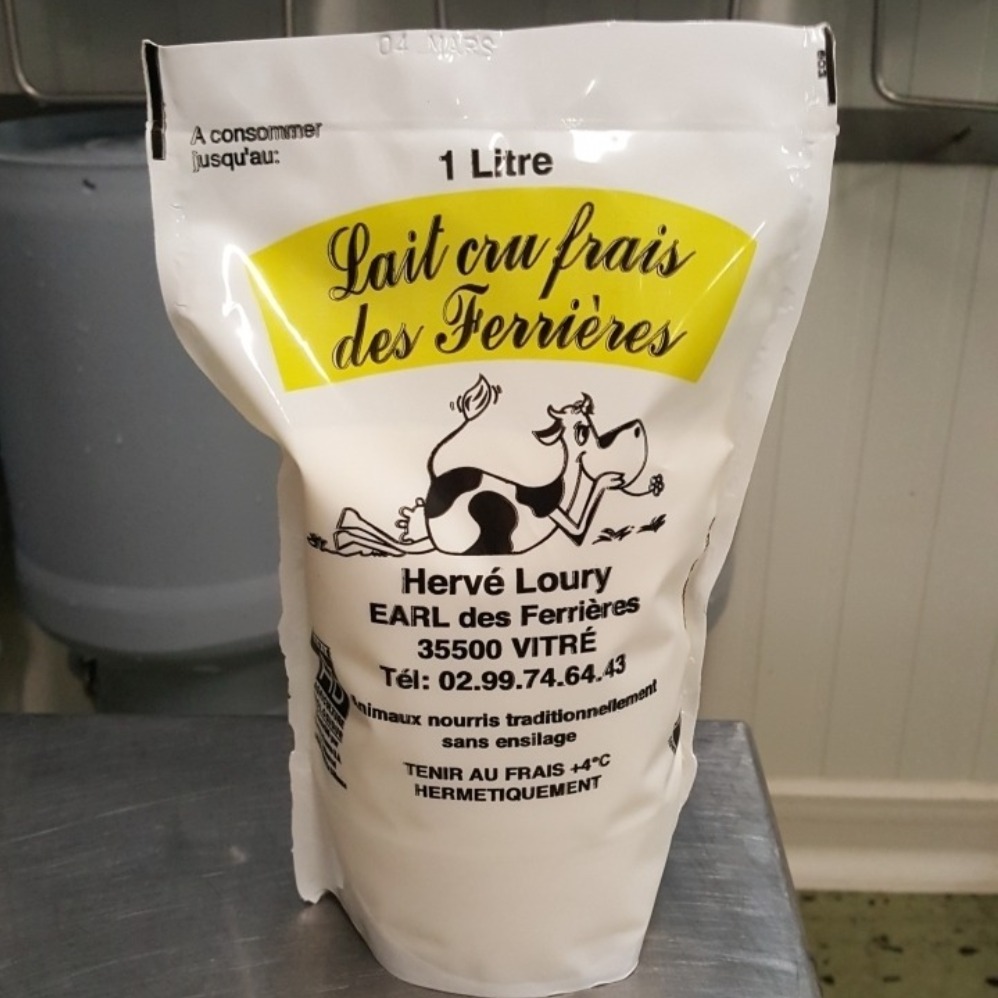 04 MARS
A consommer
jusqu'au:
1 Litre
Lait cru frais
des Ferrières
Hervé Loury
EARL des Ferrières
35500 VITRÉ
Tél: 02.99.74.64.43
Animaux nourris traditionnellement
sans ensilage
TENIR AU FRAIS +4°C
HERMETIQUEMENT